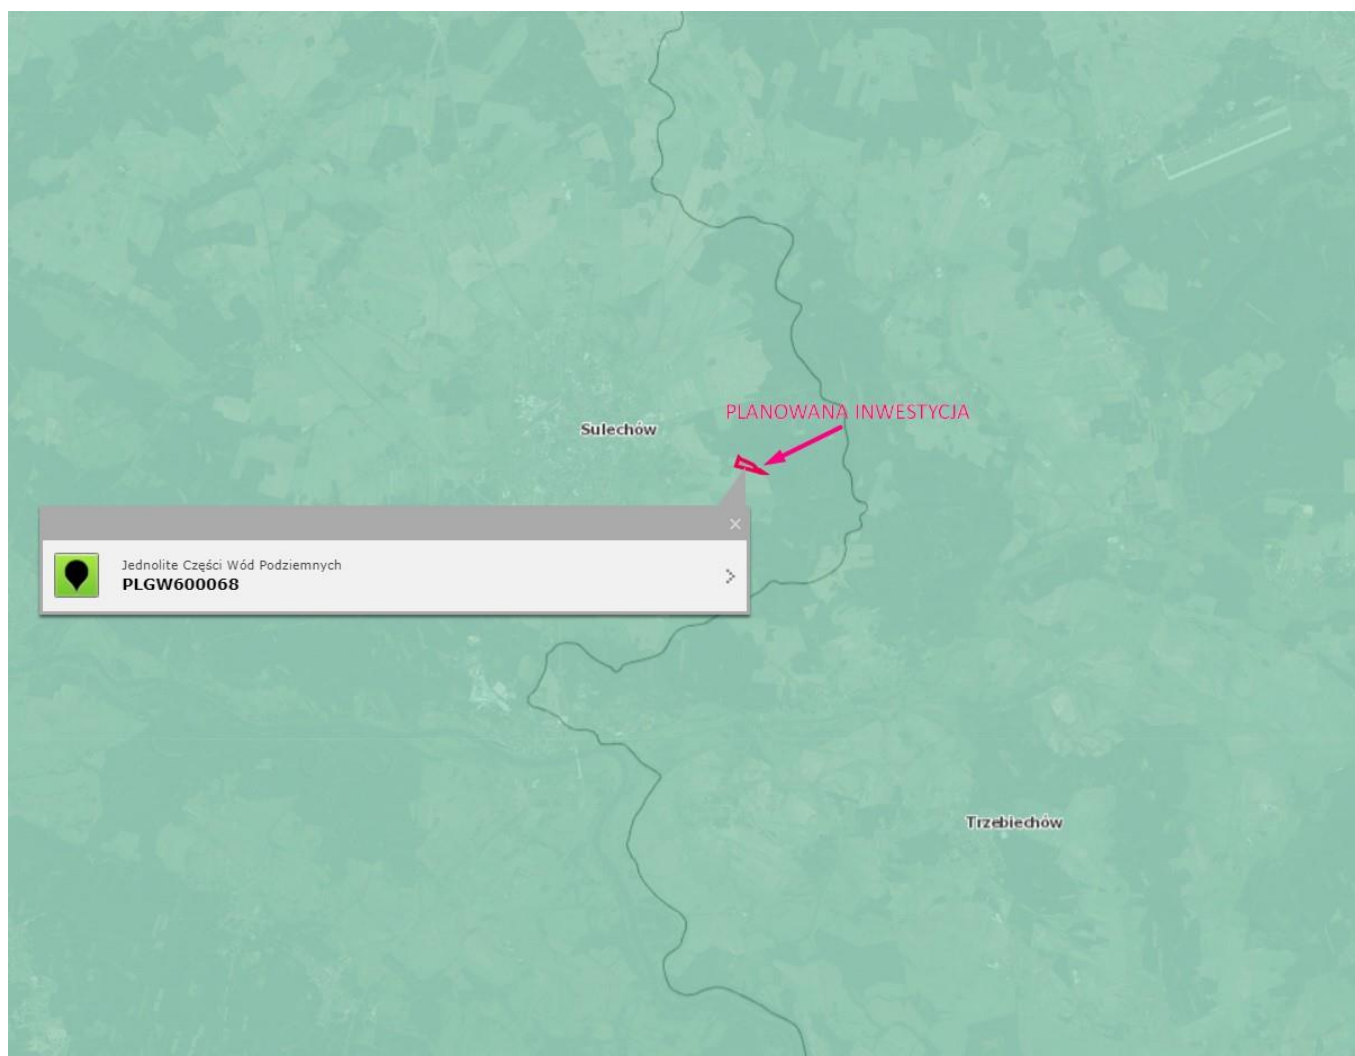 PLANOWANA INWESTYCJA
Sulechów
×
Jednolite Części Wód Podziemnych
PLGW600068
Trzebiechów